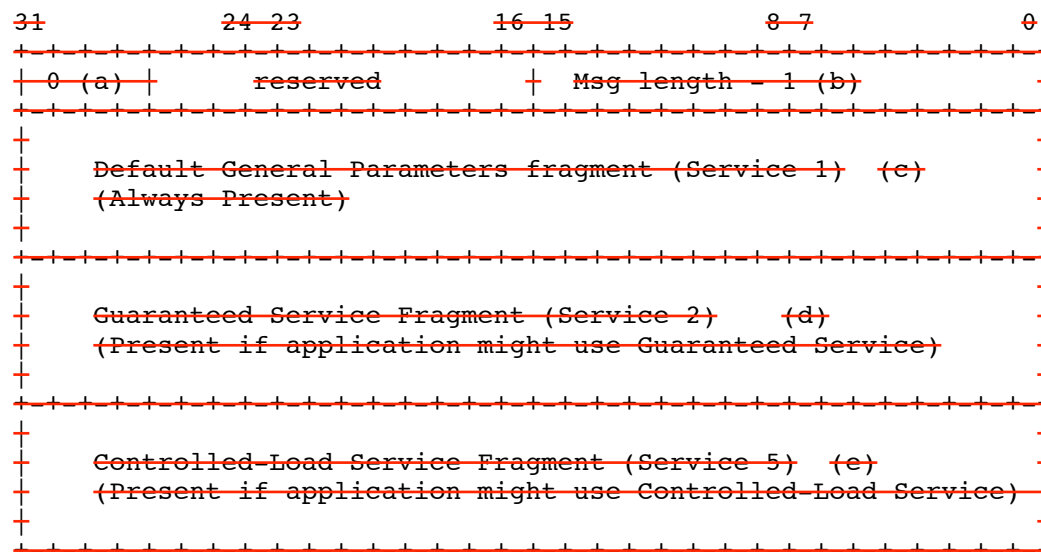 31           24 23           16 15            8 7             0
+-+-+-+-+-+-+-+-+-+-+-+-+-+-+-+-+-+-+-+-+-+-+-+-+-+-+-+-+-+-+-+-
| 0 (a) |      reserved         |  Msg length - 1 (b)
+-+-+-+-+-+-+-+-+-+-+-+-+-+-+-+-+-+-+-+-+-+-+-+-+-+-+-+-+-+-+-+-
|
|    Default General Parameters fragment (Service 1)  (c)
|    (Always Present)
|
+-+-+-+-+-+-+-+-+-+-+-+-+-+-+-+-+-+-+-+-+-+-+-+-+-+-+-+-+-+-+-+-
|
|    Guaranteed Service Fragment (Service 2)    (d)
|    (Present if application might use Guaranteed Service)
|
+-+-+-+-+-+-+-+-+-+-+-+-+-+-+-+-+-+-+-+-+-+-+-+-+-+-+-+-+-+-+-+-
|
|    Controlled-Load Service Fragment (Service 5)  (e)
|    (Present if application might use Controlled-Load Service)
|
+-+-+-+-+-+-+-+-+-+-+-+-+-+-+-+-+-+-+-+-+-+-+-+-+-+-+-+-+-+-+-+-